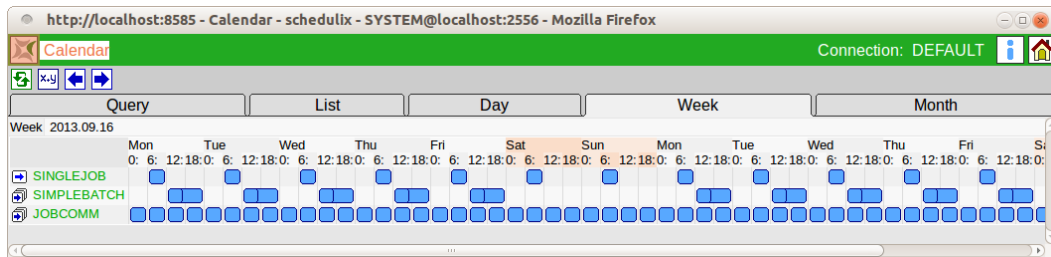 http://localhost:8585 - Calendar - schedulix - SYSTEM@localhost:2556 - Mozilla Firefox
Calendar Connection: DEFAULT
x.y
Query List Day Week Month
Week 2013.09.16
Mon Tue Wed Thu Fri Sat Sun Mon Tue Wed Thu Fri Sa
0: 6: 12:18:0: 6: 12:18:0: 6: 12:18:0: 6: 12:18:0: 6: 12:18:0: 6: 12:18:0: 6: 12:18:0: 6: 12:18:0: 6: 12:18:0: 6: 12:18:0: 6: 12:18:0: 6: 12:18:0:
SINGLEJOB
SIMPLEBATCH
JOBCOMM